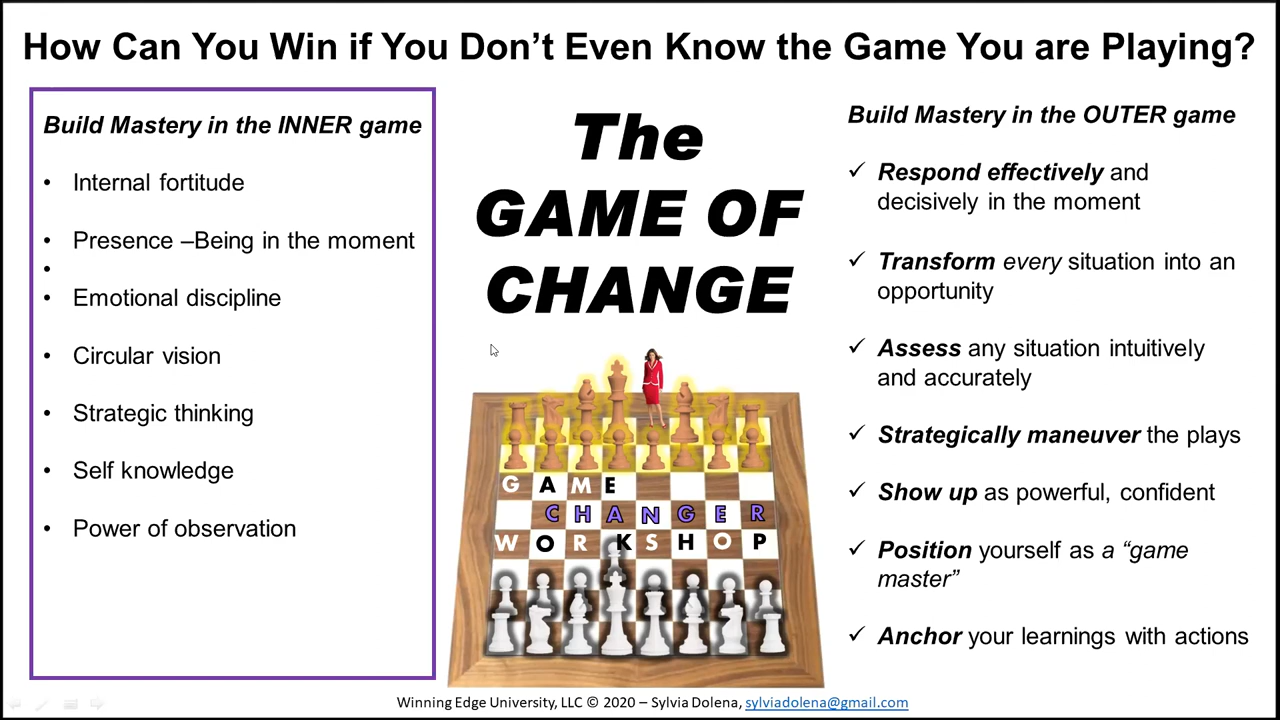 How Can You Win if You Don't Even Know the Game You are Playing?
Build Mastery in the INNER game
• Internal fortitude
• Presence –Being in the moment
•
• Emotional discipline
• Circular vision
• Strategic thinking
• Self knowledge
• Power of observation
The
GAME OF
CHANGE
GAME
CHANGER
WORKSHOP
Build Mastery in the OUTER game
✓ Respond effectively and
decisively in the moment
✓ Transform every situation into an
opportunity
✓ Assess any situation intuitively
and accurately
✓ Strategically maneuver the plays
✓ Show up as powerful, confident
✓ Position yourself as a “game
master”
✓ Anchor your learnings with actions
Winning Edge University, LLC © 2020 – Sylvia Dolena, sylviadolena@gmail.com